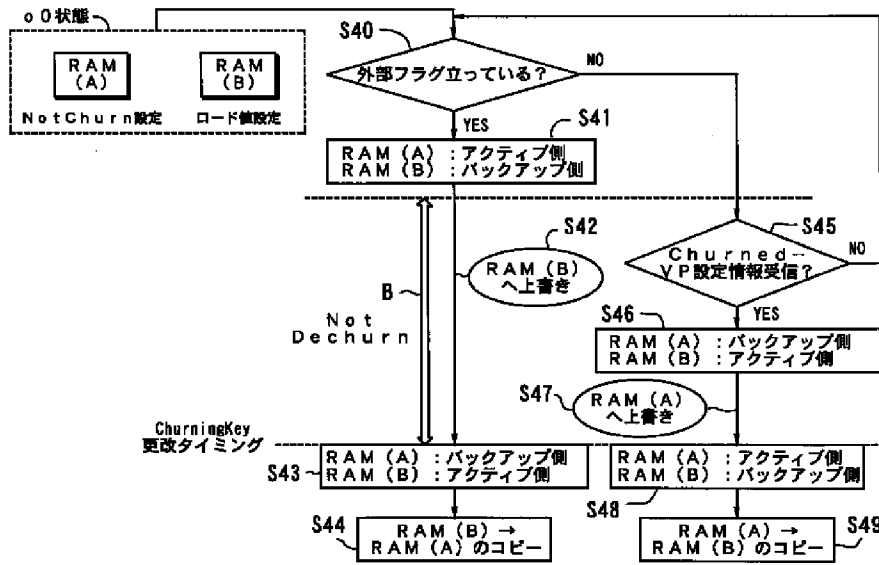 o0状態
RAM
(A)
NotChurn設定
RAM
(B)
ロード値設定
S40
外部フラグ立っている?
NO
YES
S41
RAM (A) :アクティブ側
RAM (B) :バックアップ側
S42
RAM (B)
へ上書き
B
Not
Dechurn
S45
Churned-
VP設定情報受信?
NO
YES
S46
RAM (A) :バックアップ側
RAM (B) :アクティブ側
S47
RAM (A)
へ上書き
ChurningKey
更改タイミング
S43
RAM (A) :バックアップ側
RAM (B) :アクティブ側
S48
RAM (A) :アクティブ側
RAM (B) :バックアップ側
S44
RAM (B) →
RAM (A) のコピー
S49
RAM (A) →
RAM (B) のコピー